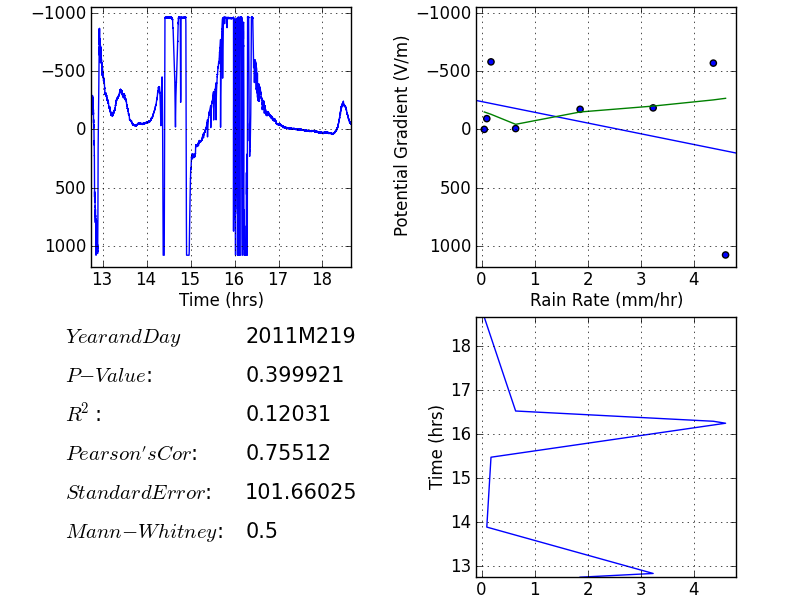 −1000
−500
0
500
1000
13 14 15 16 17 18
Time (hrs)
Potential Gradient (V/m)
−1000
−500
0
500
1000
0 1 2 3 4
Rain Rate (mm/hr)
YearandDay 2011M219
P−Value: 0.399921
R² : 0.12031
Pearson'sCor: 0.75512
StandardError: 101.66025
Mann−Whitney: 0.5
Time (hrs)
18
17
16
15
14
13
0 1 2 3 4